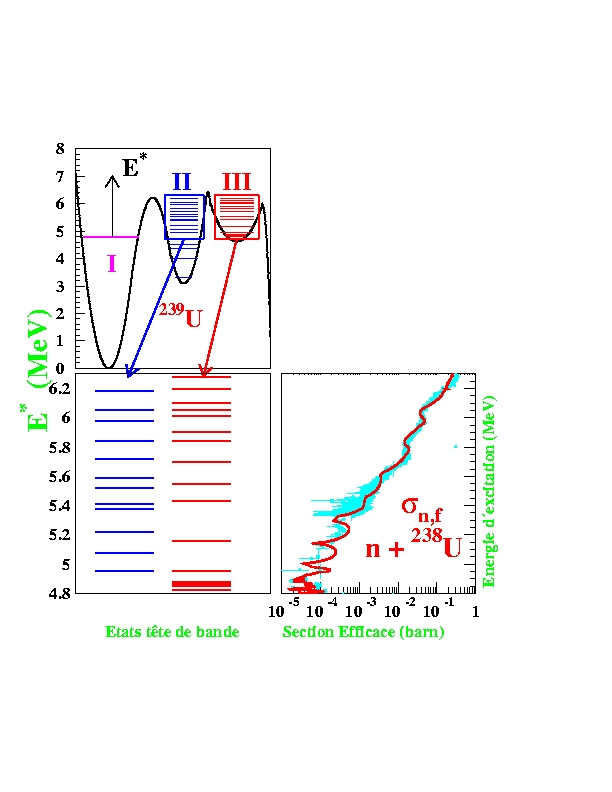 8
7
6
5
4
3
2
1
0
E*
I
II
III
239U
E* (MeV)
6.2
6
5.8
5.6
5.4
5.2
5
4.8
Etats tête de bande
σn,f
n + 238U
10-5 10-4 10-3 10-2 10-1 1
Section Efficace (barn)
Energie d'excitation (MeV)